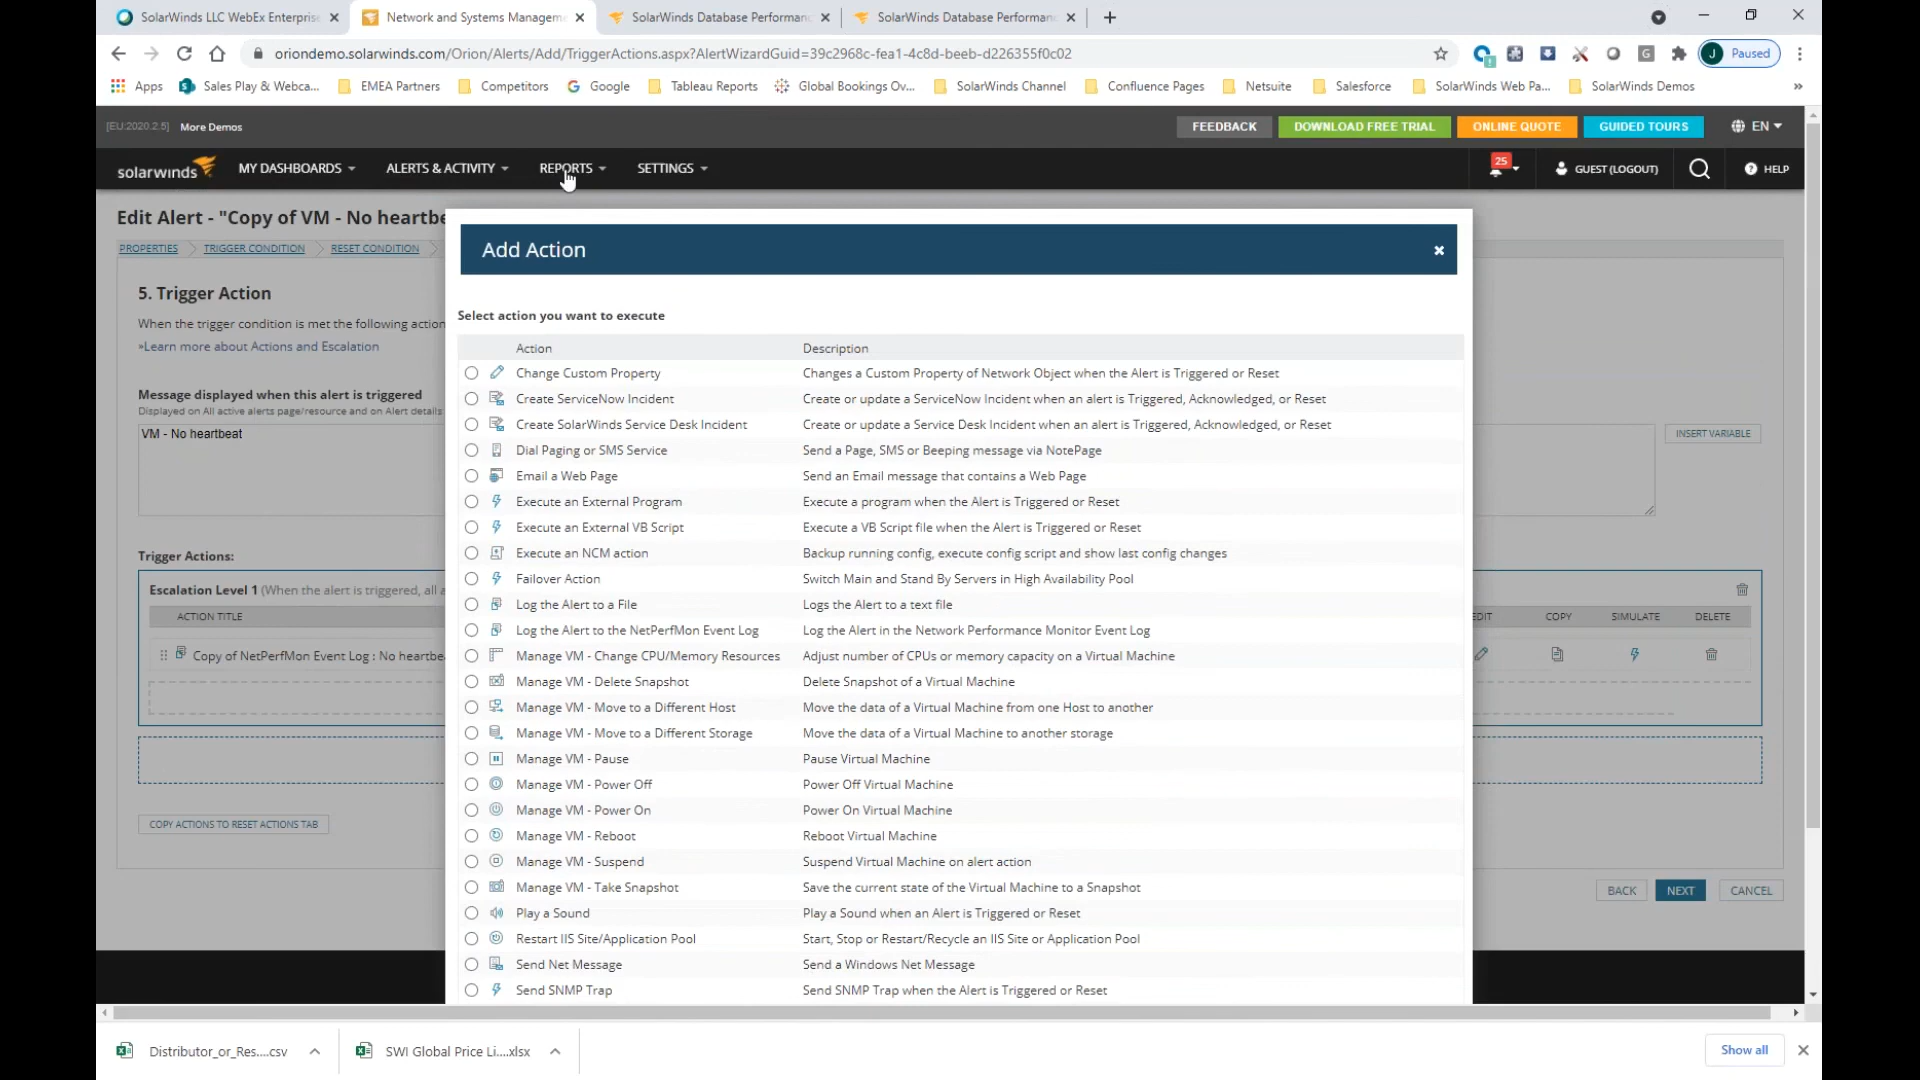 SolarWinds LLC WebEx Enterprise
Network and Systems Managem
SolarWinds Database Performan
SolarWinds Database Performan
oriondemo.solarwinds.com/Orion/Alerts/Add/TriggerActions.aspx?AlertWizardGuid=39c2968c-fea1-4c8d-beeb-d226355f0c02
G
J Paused
Apps
Sales Play & Webca...
EMEA Partners
Competitors
Google
Tableau Reports
Global Bookings Ov...
SolarWinds Channel
Confluence Pages
Netsuite
Salesforce
SolarWinds Web Pa...
SolarWinds Demos
»
[EU:2020.2.5] More Demos
FEEDBACK
DOWNLOAD FREE TRIAL
ONLINE QUOTE
GUIDED TOURS
EN
solarwinds
MY DASHBOARDS
ALERTS & ACTIVITY
REPORTS
SETTINGS
25
GUEST (LOGOUT)
? HELP
Edit Alert - "Copy of VM - No heartbe
PROPERTIES
TRIGGER CONDITION
RESET CONDITION
5. Trigger Action
When the trigger condition is met the following action
»Learn more about Actions and Escalation
Message displayed when this alert is triggered
Displayed on All active alerts page/resource and on Alert details
VM - No heartbeat
INSERT VARIABLE
Trigger Actions:
Escalation Level 1 (When the alert is triggered, all a
ACTION TITLE
EDIT
COPY
SIMULATE
DELETE
Copy of NetPerfMon Event Log : No heartbe
COPY ACTIONS TO RESET ACTIONS TAB
BACK
NEXT
CANCEL
Add Action
Select action you want to execute
Action Description
Change Custom Property Changes a Custom Property of Network Object when the Alert is Triggered or Reset
Create ServiceNow Incident Create or update a ServiceNow Incident when an alert is Triggered, Acknowledged, or Reset
Create SolarWinds Service Desk Incident Create or update a Service Desk Incident when an alert is Triggered, Acknowledged, or Reset
Dial Paging or SMS Service Send a Page, SMS or Beeping message via NotePage
Email a Web Page Send an Email message that contains a Web Page
Execute an External Program Execute a program when the Alert is Triggered or Reset
Execute an External VB Script Execute a VB Script file when the Alert is Triggered or Reset
Execute an NCM action Backup running config, execute config script and show last config changes
Failover Action Switch Main and Stand By Servers in High Availability Pool
Log the Alert to a File Logs the Alert to a text file
Log the Alert to the NetPerfMon Event Log Log the Alert in the Network Performance Monitor Event Log
Manage VM - Change CPU/Memory Resources Adjust number of CPUs or memory capacity on a Virtual Machine
Manage VM - Delete Snapshot Delete Snapshot of a Virtual Machine
Manage VM - Move to a Different Host Move the data of a Virtual Machine from one Host to another
Manage VM - Move to a Different Storage Move the data of a Virtual Machine to another storage
Manage VM - Pause Pause Virtual Machine
Manage VM - Power Off Power Off Virtual Machine
Manage VM - Power On Power On Virtual Machine
Manage VM - Reboot Reboot Virtual Machine
Manage VM - Suspend Suspend Virtual Machine on alert action
Manage VM - Take Snapshot Save the current state of the Virtual Machine to a Snapshot
Play a Sound Play a Sound when an Alert is Triggered or Reset
Restart IIS Site/Application Pool Start, Stop or Restart/Recycle an IIS Site or Application Pool
Send Net Message Send a Windows Net Message
Send SNMP Trap Send SNMP Trap when the Alert is Triggered or Reset
Distributor_or_Res....csv
SWI Global Price Li....xlsx
Show all